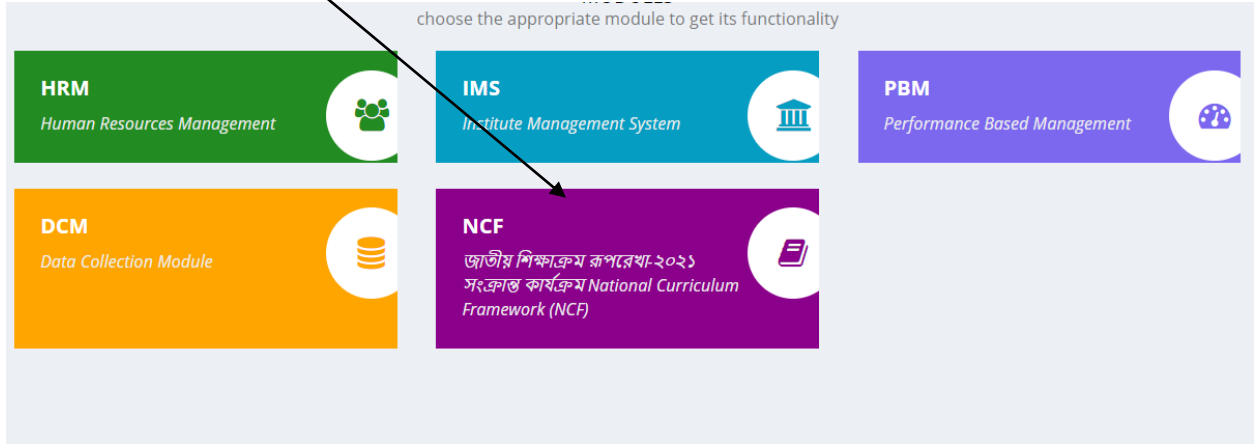 choose the appropriate module to get its functionality
HRM
Human Resources Management
IMS
Institute Management System
PBM
Performance Based Management
DCM
Data Collection Module
NCF
জাতীয় শিক্ষাক্রম রূপরেখা-২০২১
সংক্রান্ত কার্যক্রম National Curriculum
Framework (NCF)